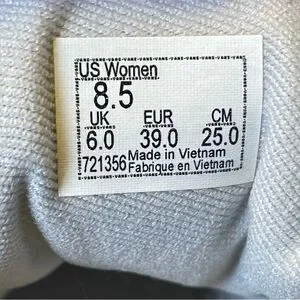 US Women
8.5
UK EUR CM
6.0 39.0 25.0
721356 Made in Vietnam
Fabriqué en Vietnam